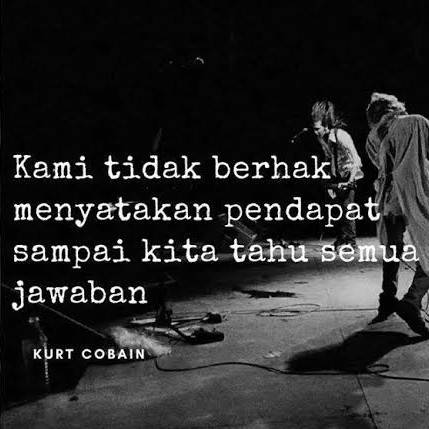 Kami tidak berhak
menyatakan pendapat
sampai kita tahu semua
jawaban
KURT COBAIN